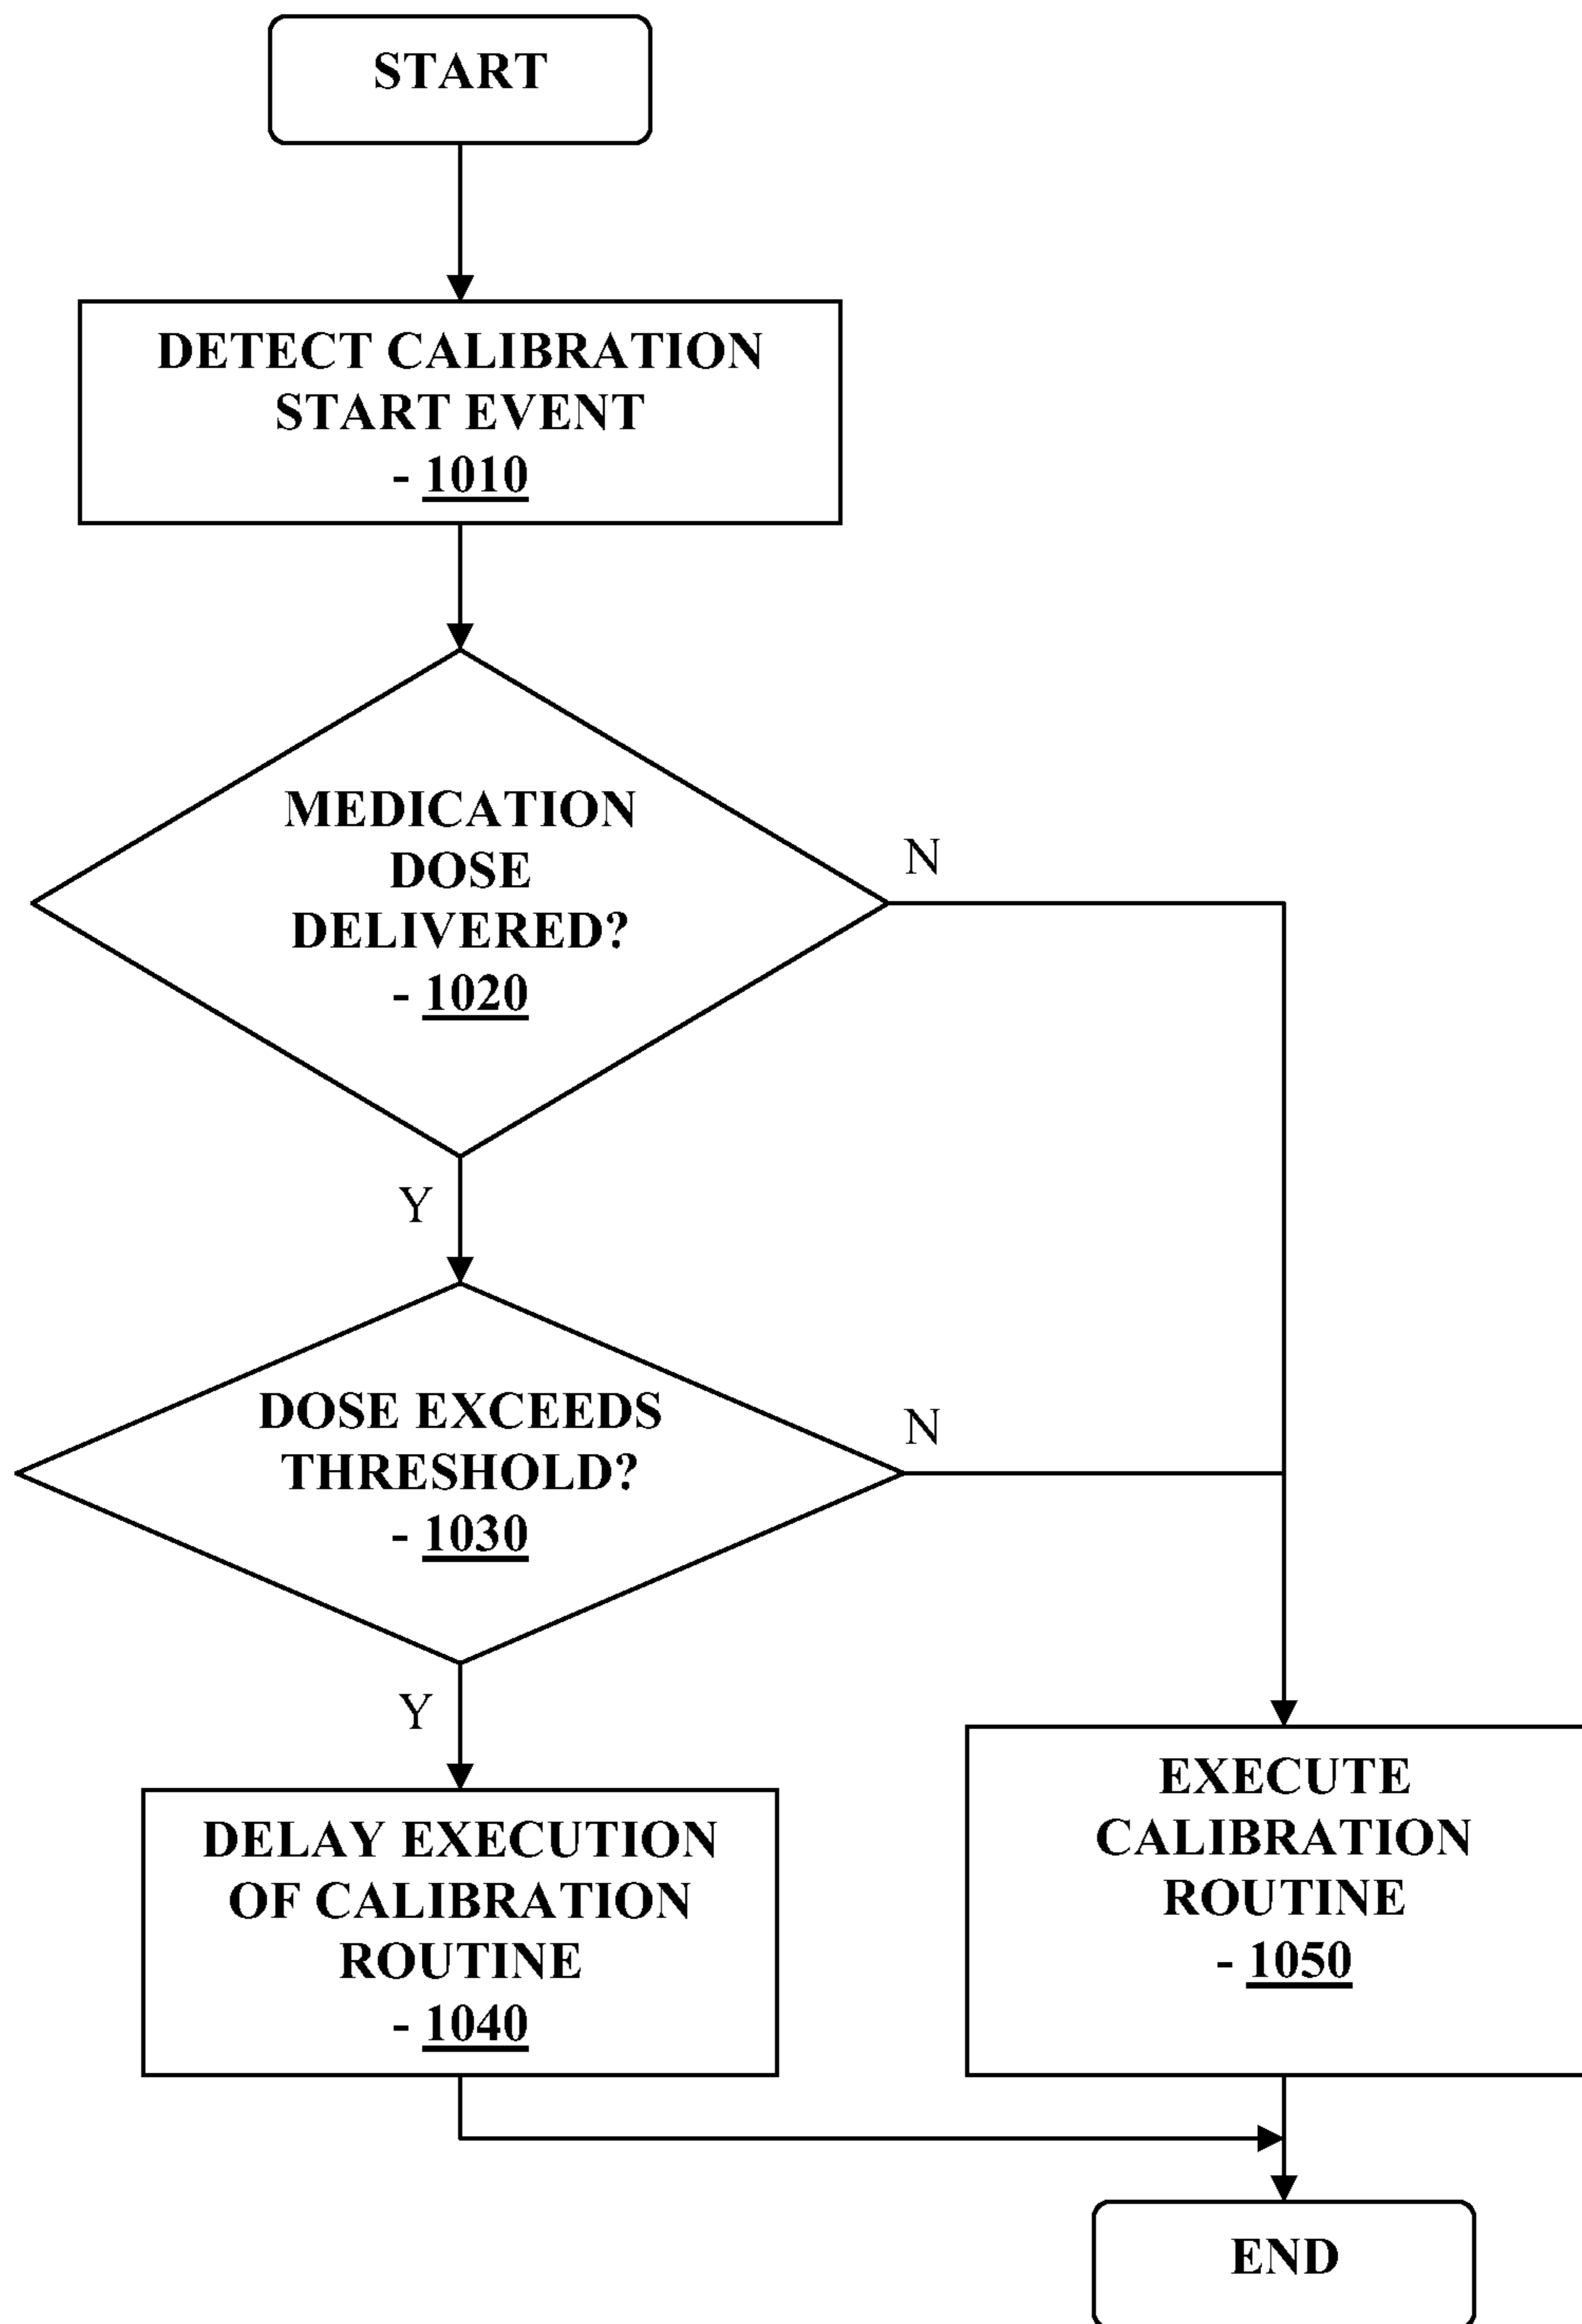 START
DETECT CALIBRATION
START EVENT
- 1010
MEDICATION
DOSE
DELIVERED?
- 1020
N
Y
DOSE EXCEEDS
THRESHOLD?
- 1030
N
Y
DELAY EXECUTION
OF CALIBRATION
ROUTINE
- 1040
EXECUTE
CALIBRATION
ROUTINE
- 1050
END